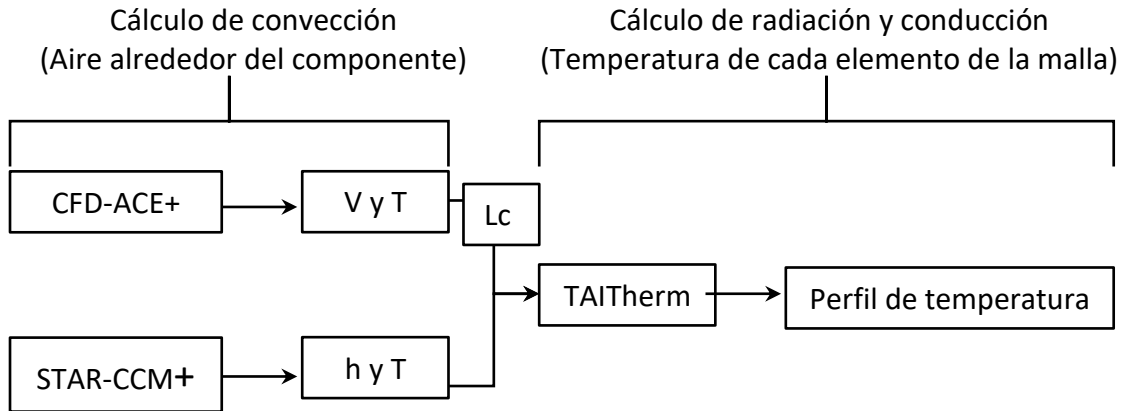 Cálculo de convección
(Aire alrededor del componente)
Cálculo de radiación y conducción
(Temperatura de cada elemento de la malla)
CFD-ACE+
V y T
Lc
TAITherm
Perfil de temperatura
STAR-CCM+
h y T